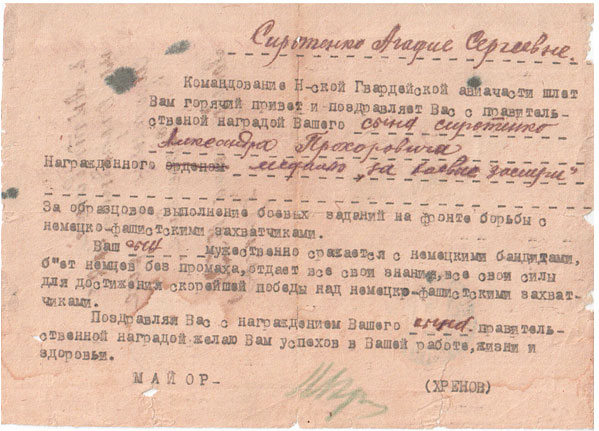 Сиротенко Агафие Сергеевне.
Командование Н-ской Гвардейской авиачасти шлет
Вам горячий привет и поздравляет Вас с правитель-
ственой наградой Вашего сына Сиротенко
Александра Прохоровича
Награжденного орденом медалью „за боевые заслуги"
За образцовое выполнение боевых заданий на фронте борьбы с
немецко-фашистскими захватчиками.
Ваш сын мужественно сражается с немецкими бандитами,
б"ет немцев без промаха, отдает все свои знания, все свои силы
для достижения скорейшей победы над немецко-фашистскими захват-
чиками.
Поздравляя Вас с награждением Вашего сына правитель-
ственной наградой желаю Вам успехов в Вашей работе, жизни и
здоровьи.
МАЙОР- (ХРЕНОВ)